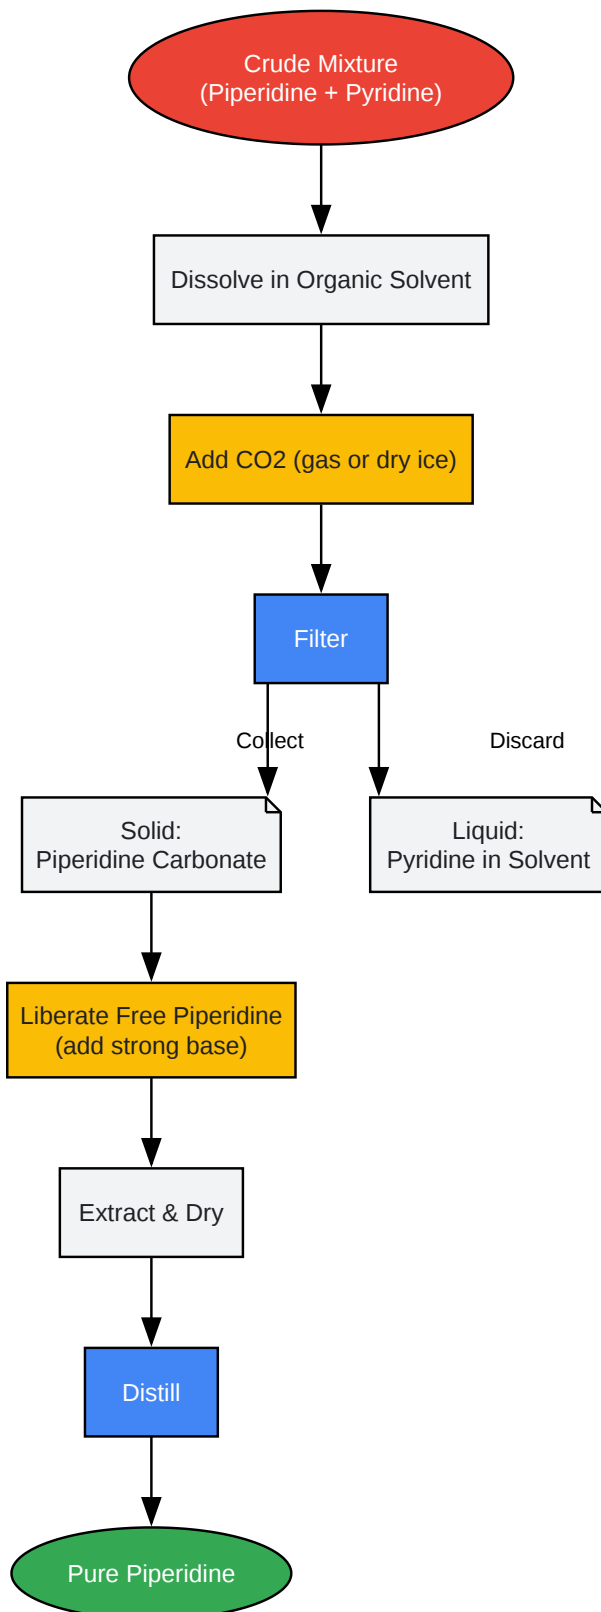 Crude Mixture
(Piperidine + Pyridine)
Dissolve in Organic Solvent
Add CO2 (gas or dry ice)
Filter
Collect
Discard
Solid:
Piperidine Carbonate
Liquid:
Pyridine in Solvent
Liberate Free Piperidine
(add strong base)
Extract & Dry
Distill
Pure Piperidine